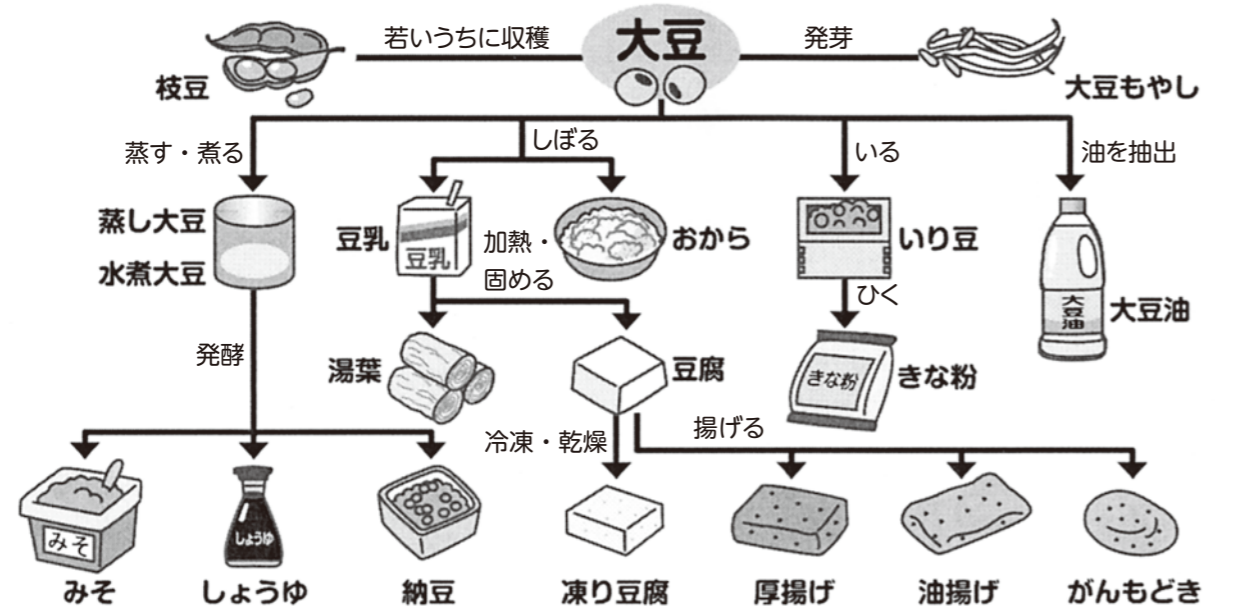 大豆
若いうちに収穫
発芽
枝豆
大豆もやし
蒸す・煮る
しぼる
いる
油を抽出
蒸し大豆
水煮大豆
豆乳
豆乳
加熱・
固める
おから
いり豆
大豆油
大豆油
発酵
ひく
湯葉
豆腐
きな粉
きな粉
冷凍・乾燥
揚げる
みそ
しょうゆ
みそ
しょうゆ
納豆
凍り豆腐
厚揚げ
油揚げ
がんもどき